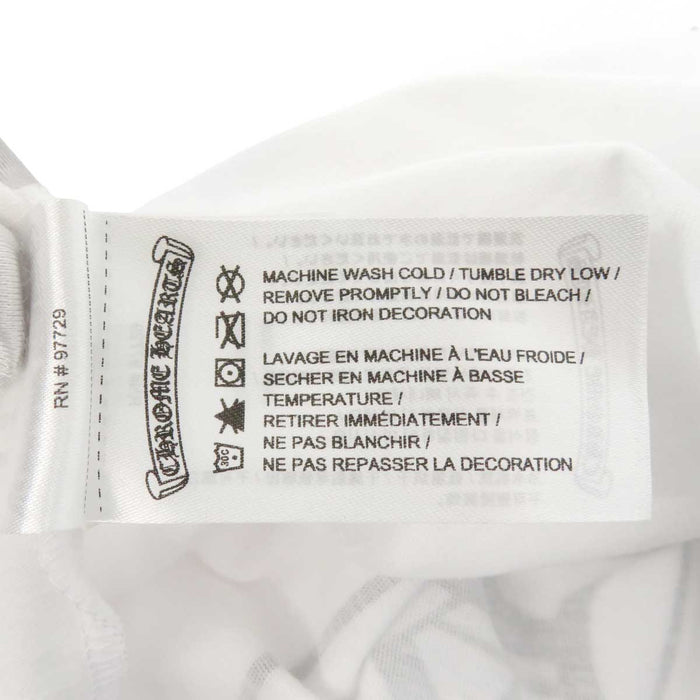 RN # 97729
CHROME HEARTS
MACHINE WASH COLD / TUMBLE DRY LOW /
REMOVE PROMPTLY / DO NOT BLEACH /
DO NOT IRON DECORATION
LAVAGE EN MACHINE À L'EAU FROIDE /
SECHER EN MACHINE À BASSE
TEMPERATURE /
RETIRER IMMÉDIATEMENT /
NE PAS BLANCHIR /
NE PAS REPASSER LA DECORATION
30C